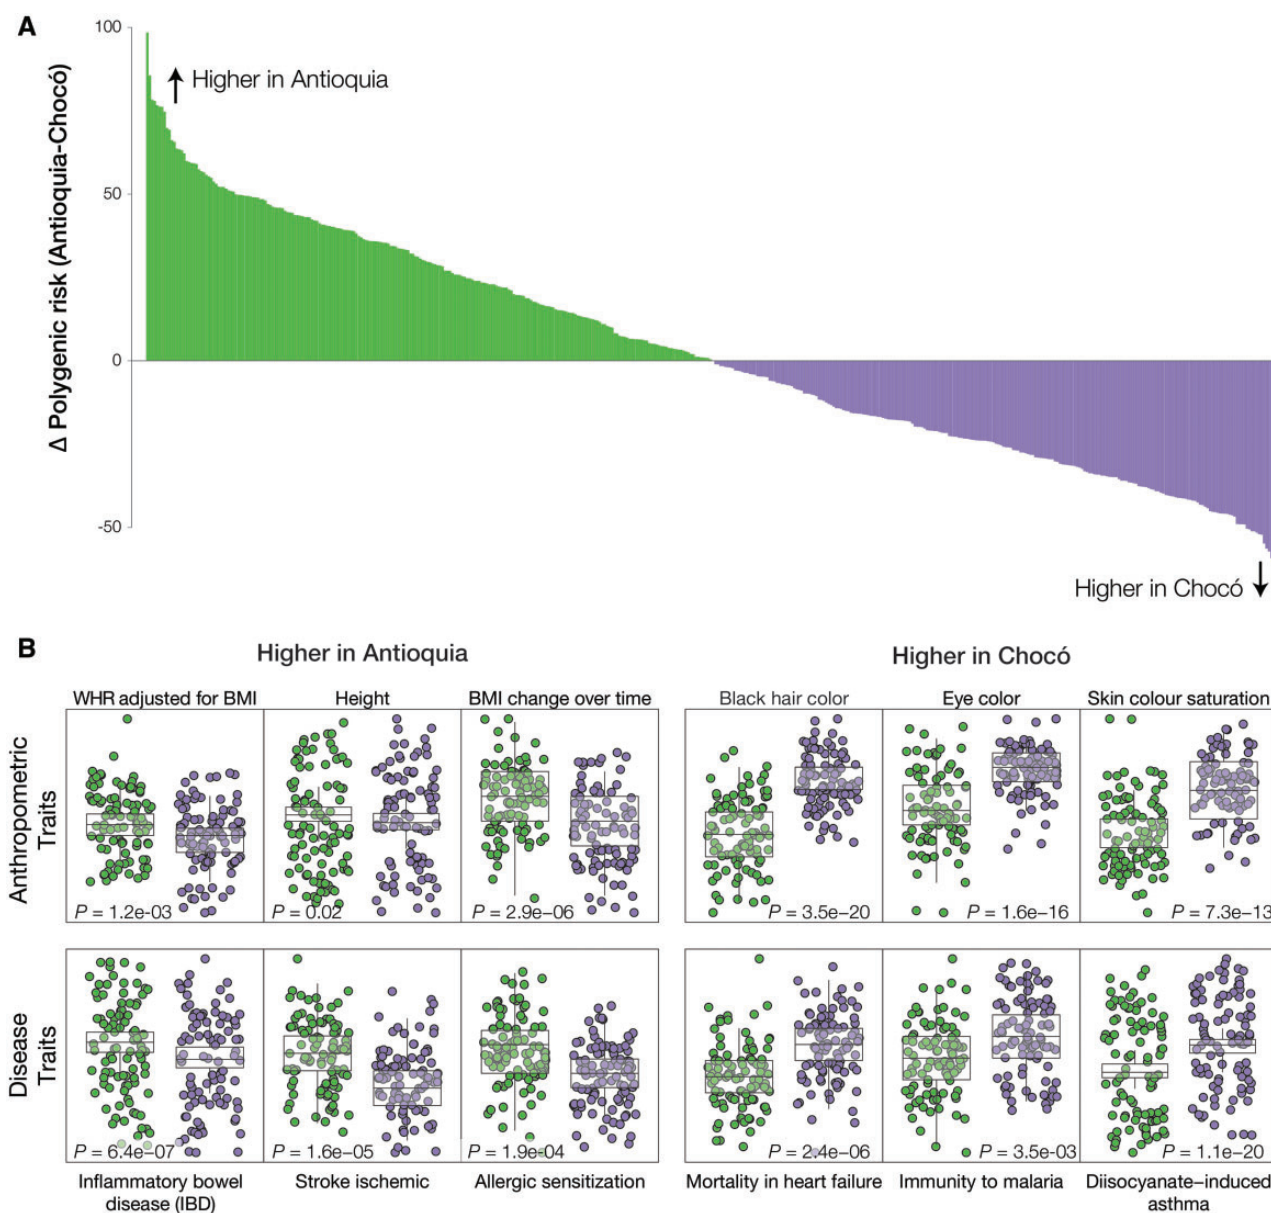 A
100
50
0
-50
Δ Polygenic risk (Antioquia-Chocó)
Higher in Antioquia
Higher in Chocó
B
Higher in Antioquia
Higher in Chocó
WHR adjusted for BMI
Height
BMI change over time
Black hair color
Eye color
Skin colour saturation
Anthropometric
Traits
P = 1.2e-03
P = 0.02
P = 2.9e-06
P = 3.5e-20
P = 1.6e-16
P = 7.3e-13
Disease
Traits
P = 6.4e-07
P = 1.6e-05
P = 1.9e-04
P = 2.4e-06
P = 3.5e-03
P = 1.1e-20
Inflammatory bowel
disease (IBD)
Stroke ischemic
Allergic sensitization
Mortality in heart failure
Immunity to malaria
Diisocyanate-induced
asthma